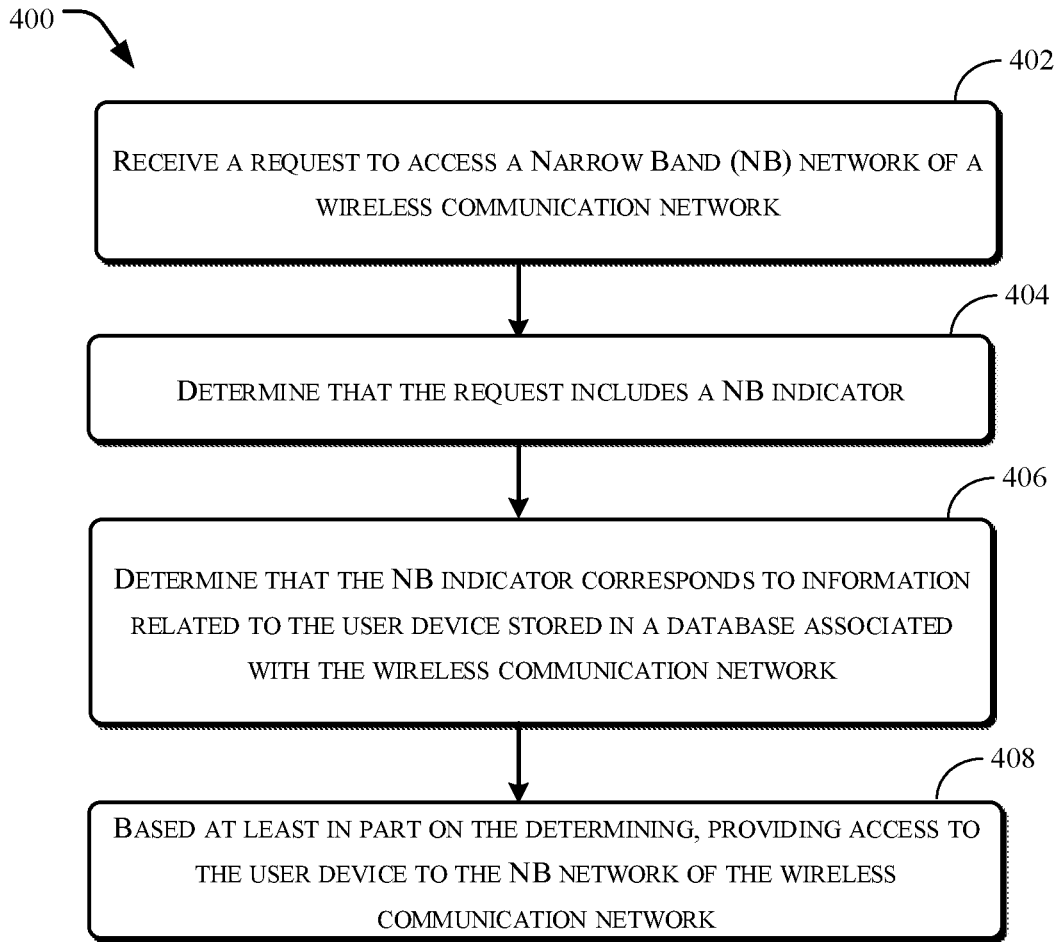 400
402
RECEIVE A REQUEST TO ACCESS A NARROW BAND (NB) NETWORK OF A
WIRELESS COMMUNICATION NETWORK
404
DETERMINE THAT THE REQUEST INCLUDES A NB INDICATOR.
406
DETERMINE THAT THE NB INDICATOR CORRESPONDS TO INFORMATION
RELATED TO THE USER DEVICE STORED IN A DATABASE ASSOCIATED
WITH THE WIRELESS COMMUNICATION NETWORK
408
BASED AT LEAST IN PART ON THE DETERMINING, PROVIDING ACCESS TO
THE USER DEVICE TO THE NB NETWORK OF THE WIRELESS
COMMUNICATION NETWORK